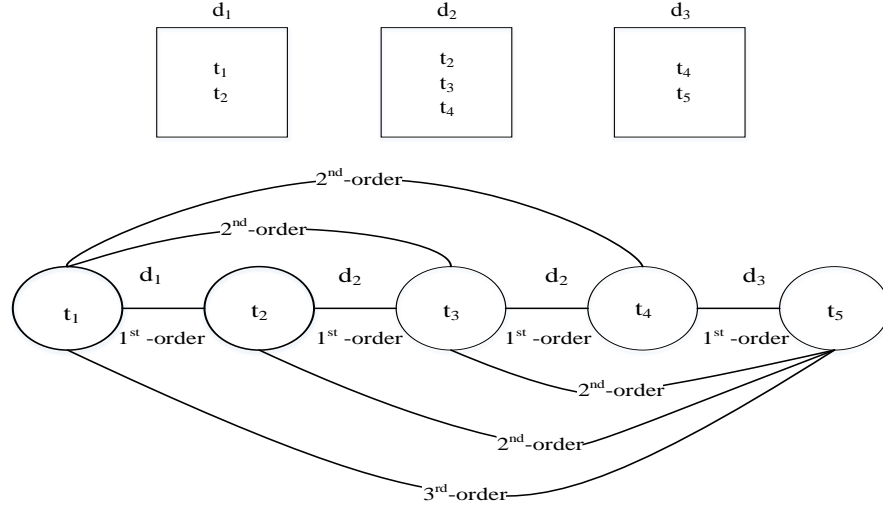 d₁ d₂ d₃
t₁
t₂
t₂
t₃
t₄
t₄
t₅
2ⁿᵈ-order
2ⁿᵈ-order
d₁ d₂ d₂ d₃
t₁ t₂ t₃ t₄ t₅
1ˢᵗ -order 1ˢᵗ -order 1ˢᵗ -order 1ˢᵗ -order
2ⁿᵈ-order
2ⁿᵈ-order
3ʳᵈ-order